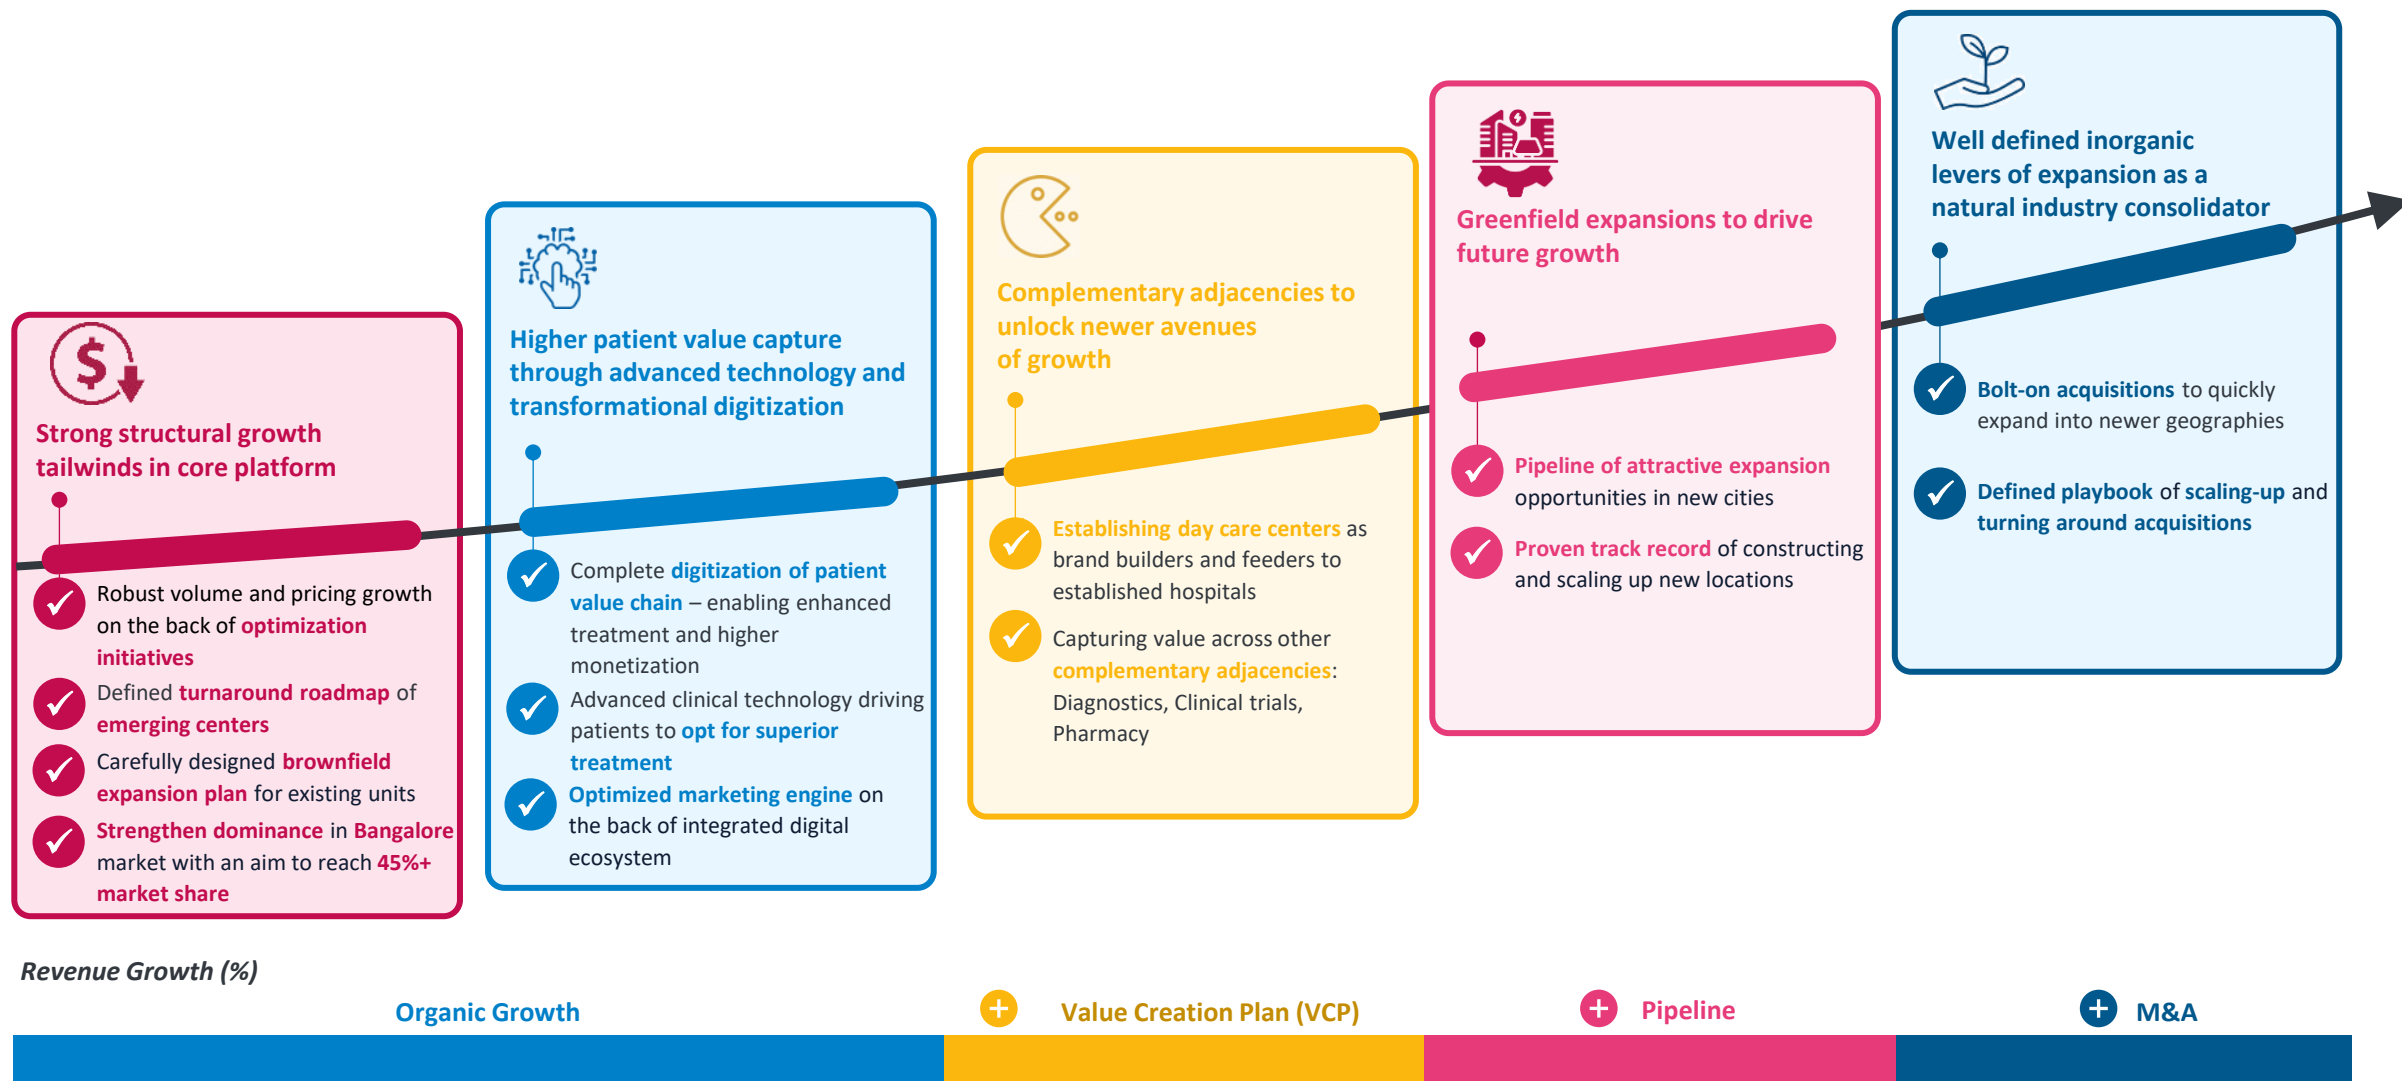 Strong structural growth
tailwinds in core platform
Robust volume and pricing growth
on the back of optimization
initiatives
Defined turnaround roadmap of
emerging centers
Carefully designed brownfield
expansion plan for existing units
Strengthen dominance in Bangalore
market with an aim to reach 45%+
market share
Higher patient value capture
through advanced technology and
transformational digitization
Complete digitization of patient
value chain – enabling enhanced
treatment and higher
monetization
Advanced clinical technology driving
patients to opt for superior
treatment
Optimized marketing engine on
the back of integrated digital
ecosystem
Complementary adjacencies to
unlock newer avenues
of growth
Establishing day care centers as
brand builders and feeders to
established hospitals
Capturing value across other
complementary adjacencies:
Diagnostics, Clinical trials,
Pharmacy
Greenfield expansions to drive
future growth
Pipeline of attractive expansion
opportunities in new cities
Proven track record of constructing
and scaling up new locations
Well defined inorganic
levers of expansion as a
natural industry consolidator
Bolt-on acquisitions to quickly
expand into newer geographies
Defined playbook of scaling-up and
turning around acquisitions
Revenue Growth (%)
Organic Growth
+ Value Creation Plan (VCP)
+ Pipeline
+ M&A